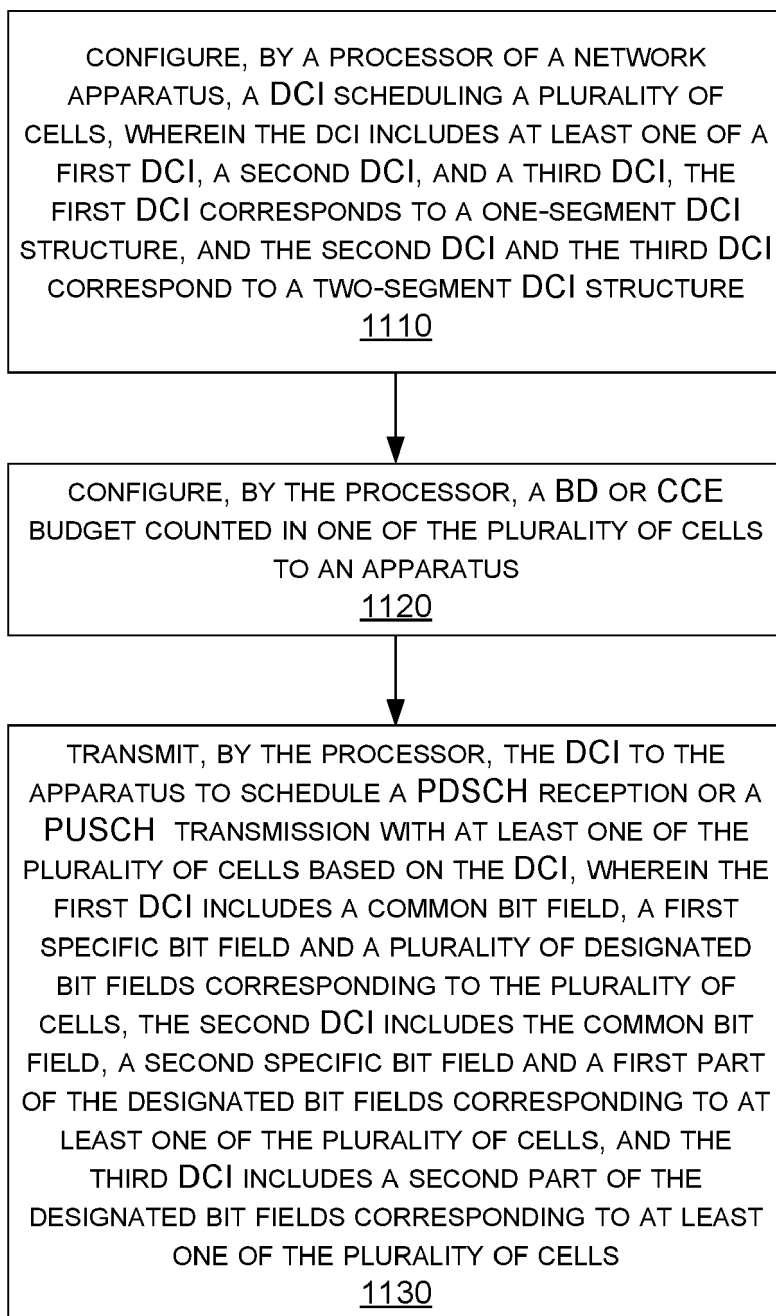 CONFIGURE, BY A PROCESSOR OF A NETWORK
APPARATUS, A DCI SCHEDULING A PLURALITY OF
CELLS, WHEREIN THE DCI INCLUDES AT LEAST ONE OF A
FIRST DCI, A SECOND DCI, AND A THIRD DCI, THE
FIRST DCI CORRESPONDS TO A ONE-SEGMENT DCI
STRUCTURE, AND THE SECOND DCI AND THE THIRD DCI
CORRESPOND TO A TWO-SEGMENT DCI STRUCTURE
1110
CONFIGURE, BY THE PROCESSOR, A BD OR CCE
BUDGET COUNTED IN ONE OF THE PLURALITY OF CELLS
TO AN APPARATUS
1120
TRANSMIT, BY THE PROCESSOR, THE DCI TO THE
APPARATUS TO SCHEDULE A PDSCH RECEPTION OR A
PUSCH TRANSMISSION WITH AT LEAST ONE OF THE
PLURALITY OF CELLS BASED ON THE DCI, WHEREIN THE
FIRST DCI INCLUDES A COMMON BIT FIELD, A FIRST
SPECIFIC BIT FIELD AND A PLURALITY OF DESIGNATED
BIT FIELDS CORRESPONDING TO THE PLURALITY OF
CELLS, THE SECOND DCI INCLUDES THE COMMON BIT
FIELD, A SECOND SPECIFIC BIT FIELD AND A FIRST PART
OF THE DESIGNATED BIT FIELDS CORRESPONDING TO AT
LEAST ONE OF THE PLURALITY OF CELLS, AND THE
THIRD DCI INCLUDES A SECOND PART OF THE
DESIGNATED BIT FIELDS CORRESPONDING TO AT LEAST
ONE OF THE PLURALITY OF CELLS
1130